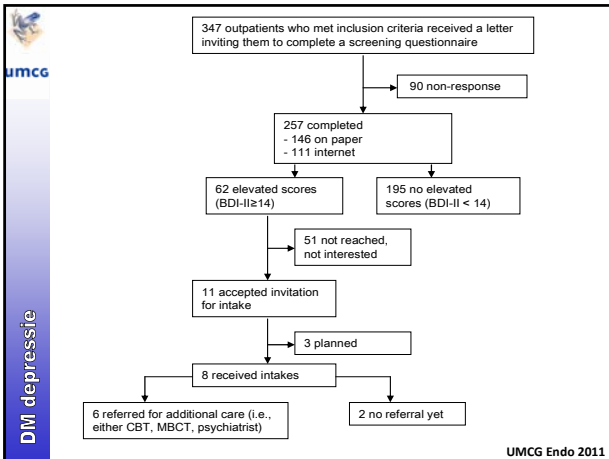 umcg
DM depressie
347 outpatients who met inclusion criteria received a letter
inviting them to complete a screening questionnaire
90 non-response
257 completed
- 146 on paper
- 111 internet
62 elevated scores
(BDI-II≥14)
195 no elevated
scores (BDI-II < 14)
51 not reached,
not interested
11 accepted invitation
for intake
3 planned
8 received intakes
6 referred for additional care (i.e.,
either CBT, MBCT, psychiatrist)
2 no referral yet
UMCG Endo 2011